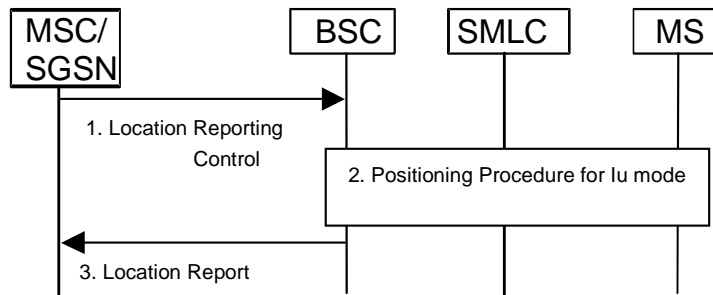 MSC/
SGSN
BSC
SMLC
MS
1. Location Reporting
Control
2. Positioning Procedure for Iu mode
3. Location Report